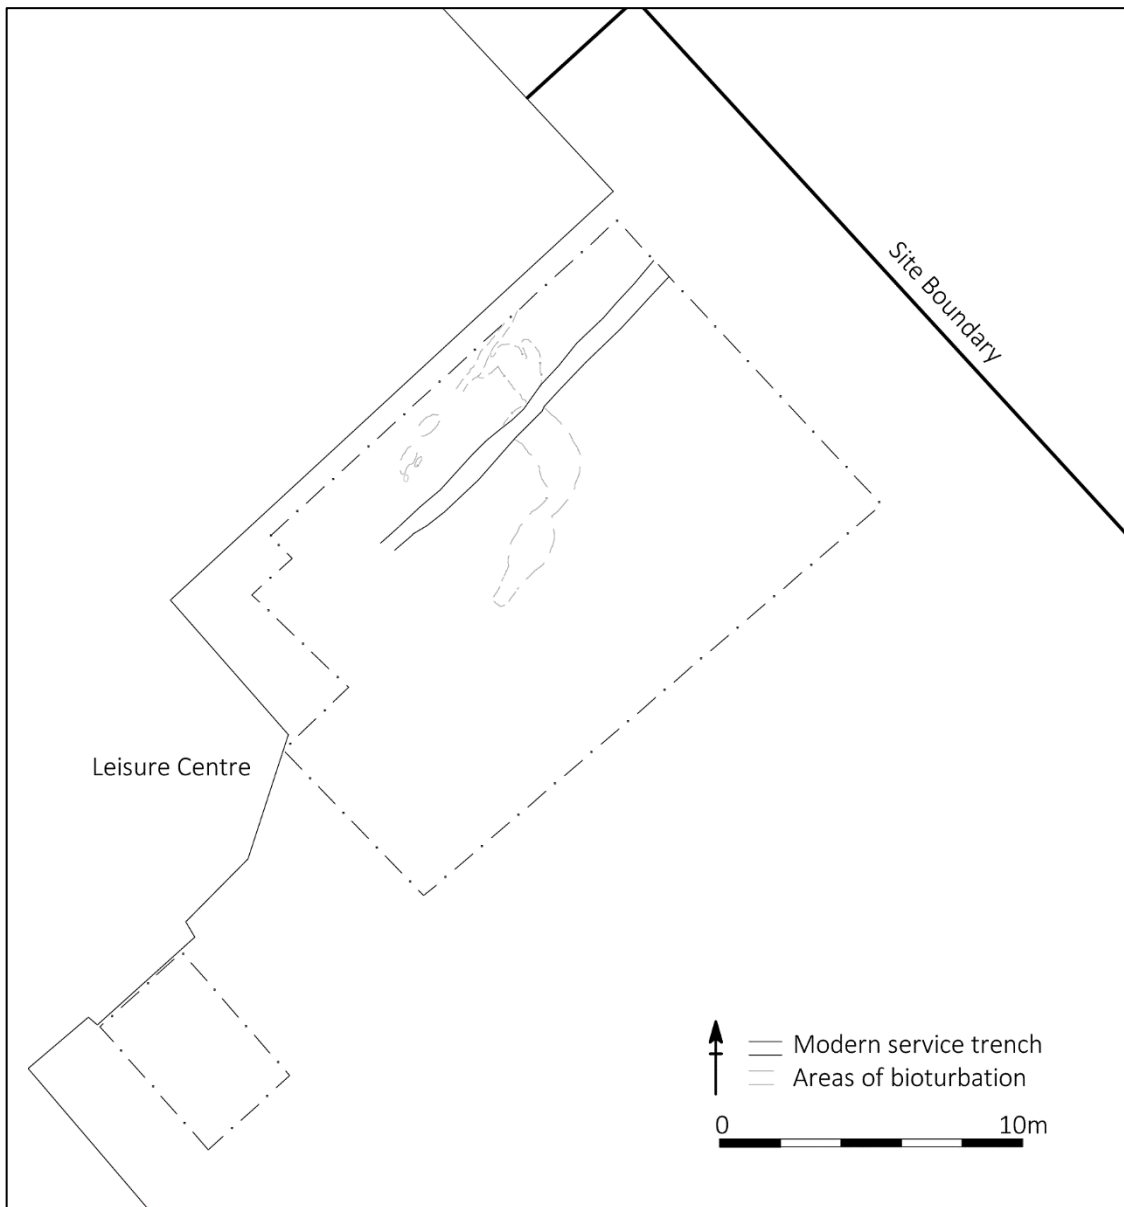 Site Boundary
Leisure Centre
Modern service trench
Areas of bioturbation
0 10m